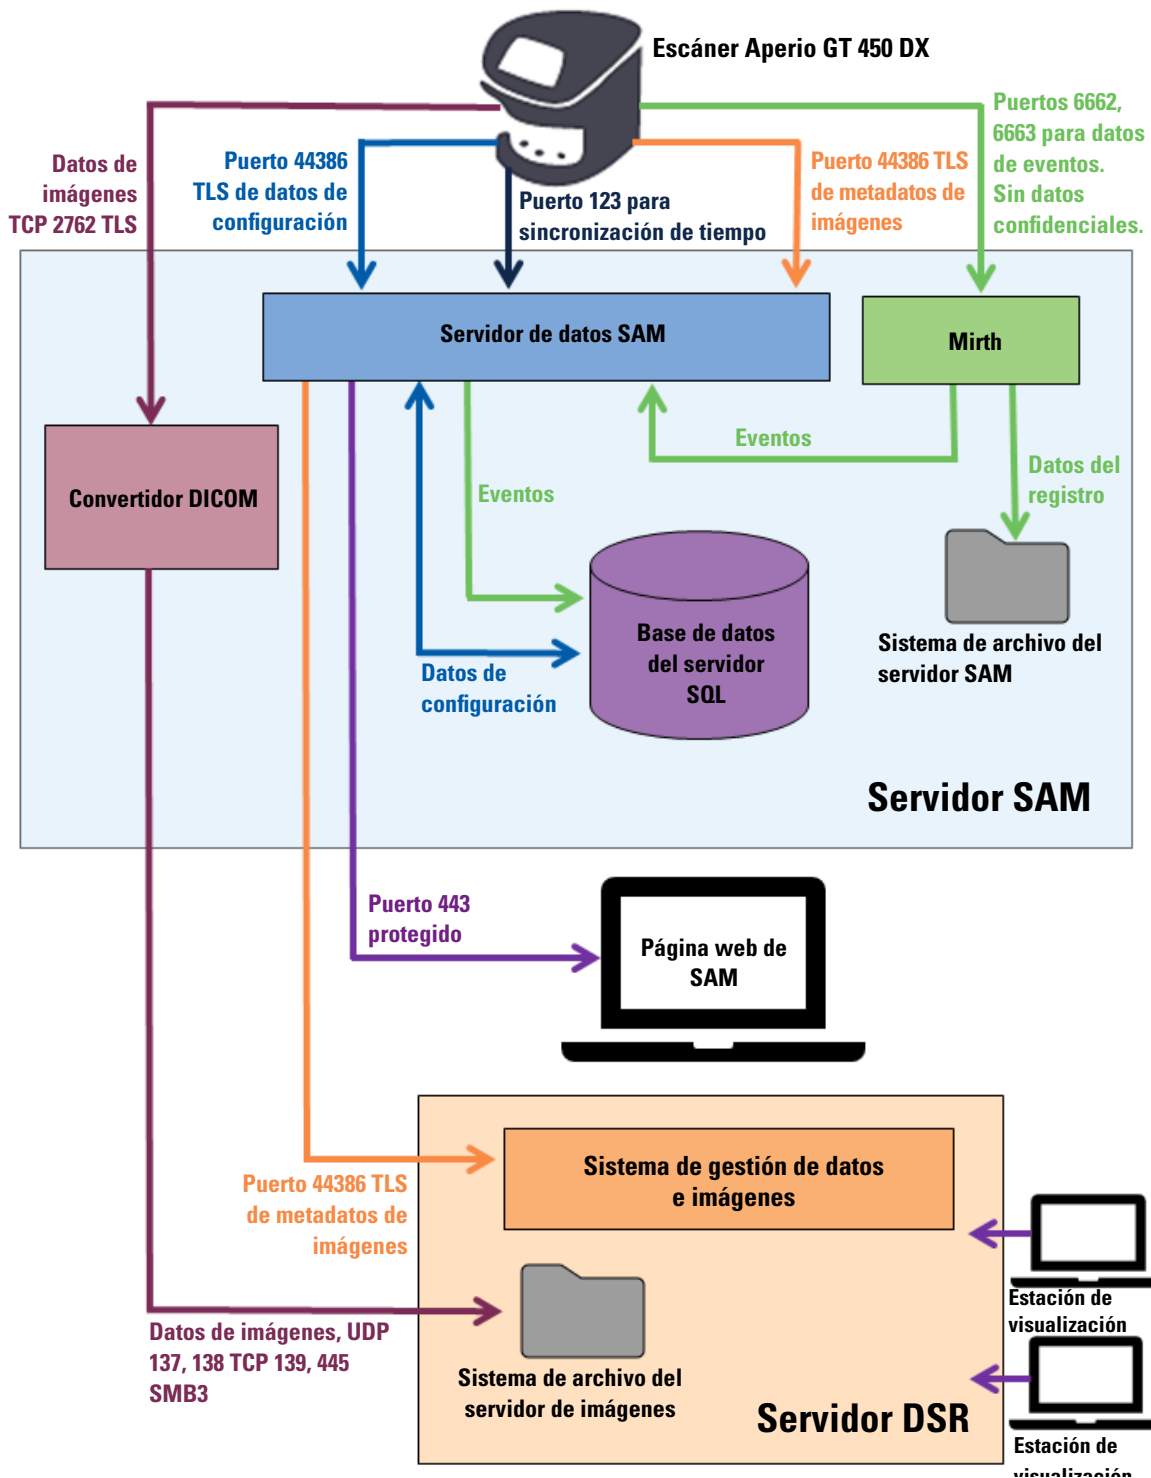 Escáner Aperio GT 450 DX
Datos de
imágenes
TCP 2762 TLS
Puerto 44386
TLS de datos de
configuración
Puerto 123 para
sincronización de tiempo
Puerto 44386 TLS
de metadatos de
imágenes
Puertos 6662,
6663 para datos
de eventos.
Sin datos
confidenciales.
Servidor de datos SAM
Mirth
Convertidor DICOM
Eventos
Eventos
Datos del
registro
Base de datos
del servidor
SQL
Sistema de archivo del
servidor SAM
Datos de
configuración
Servidor SAM
Puerto 443
protegido
Página web de
SAM
Puerto 44386 TLS
de metadatos de
imágenes
Sistema de gestión de datos
e imágenes
Estación de
visualización
Datos de imágenes, UDP
137, 138 TCP 139, 445
SMB3
Sistema de archivo del
servidor de imágenes
Servidor DSR
Estación de
visualización